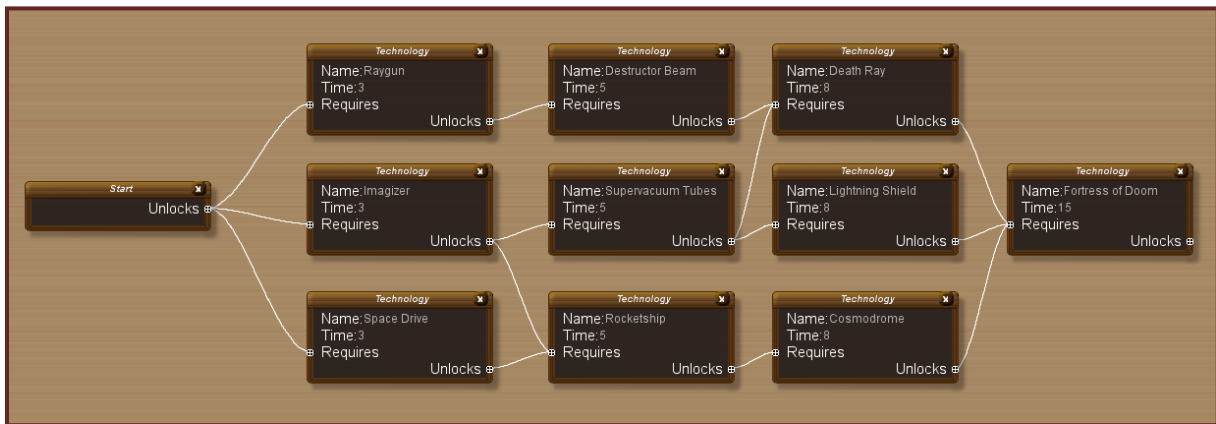 Start
Unlocks
Technology
Name:Raygun
Time:3
Requires
Unlocks
Technology
Name:Destructor Beam
Time:5
Requires
Unlocks
Technology
Name:Death Ray
Time:8
Requires
Unlocks
Technology
Name:Imagizer
Time:3
Requires
Unlocks
Technology
Name:Supervacuum Tubes
Time:5
Requires
Unlocks
Technology
Name:Lightning Shield
Time:8
Requires
Unlocks
Technology
Name:Fortress of Doom
Time:15
Requires
Unlocks
Technology
Name:Space Drive
Time:3
Requires
Unlocks
Technology
Name:Rocketship
Time:5
Requires
Unlocks
Technology
Name:Cosmodrome
Time:8
Requires
Unlocks